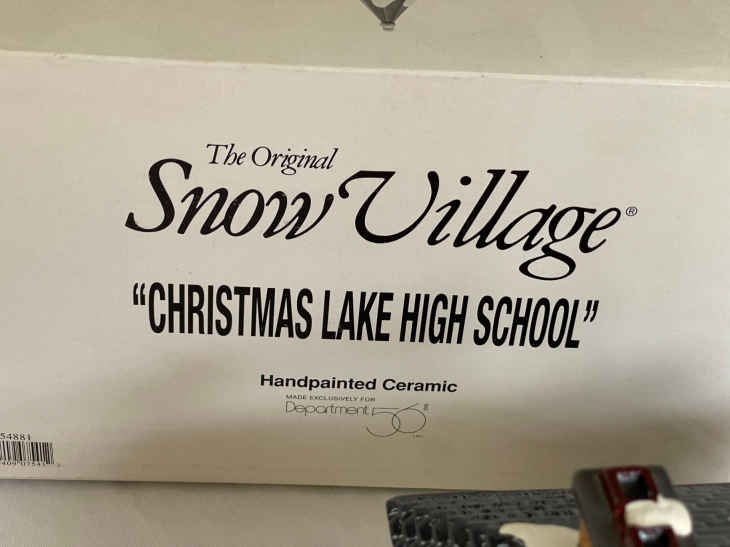 The Original
Snow Village®
“CHRISTMAS LAKE HIGH SCHOOL”
Handpainted Ceramic
MADE EXCLUSIVELY FOR
Department 56
54881